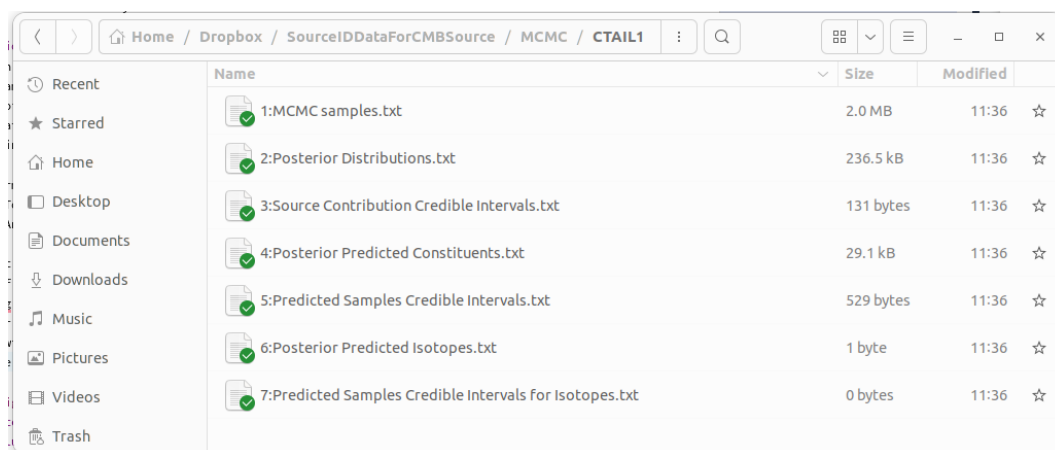 Home / Dropbox / SourceIDDataForCMBSource / MCMC / CTAIL1
Recent
Starred
Home
Desktop
Documents
Downloads
Music
Pictures
Videos
Trash
Name Size Modified
1:MCMC samples.txt 2.0 MB 11:36
2:Posterior Distributions.txt 236.5 kB 11:36
3:Source Contribution Credible Intervals.txt 131 bytes 11:36
4:Posterior Predicted Constituents.txt 29.1 kB 11:36
5:Predicted Samples Credible Intervals.txt 529 bytes 11:36
6:Posterior Predicted Isotopes.txt 1 byte 11:36
7:Predicted Samples Credible Intervals for Isotopes.txt 0 bytes 11:36